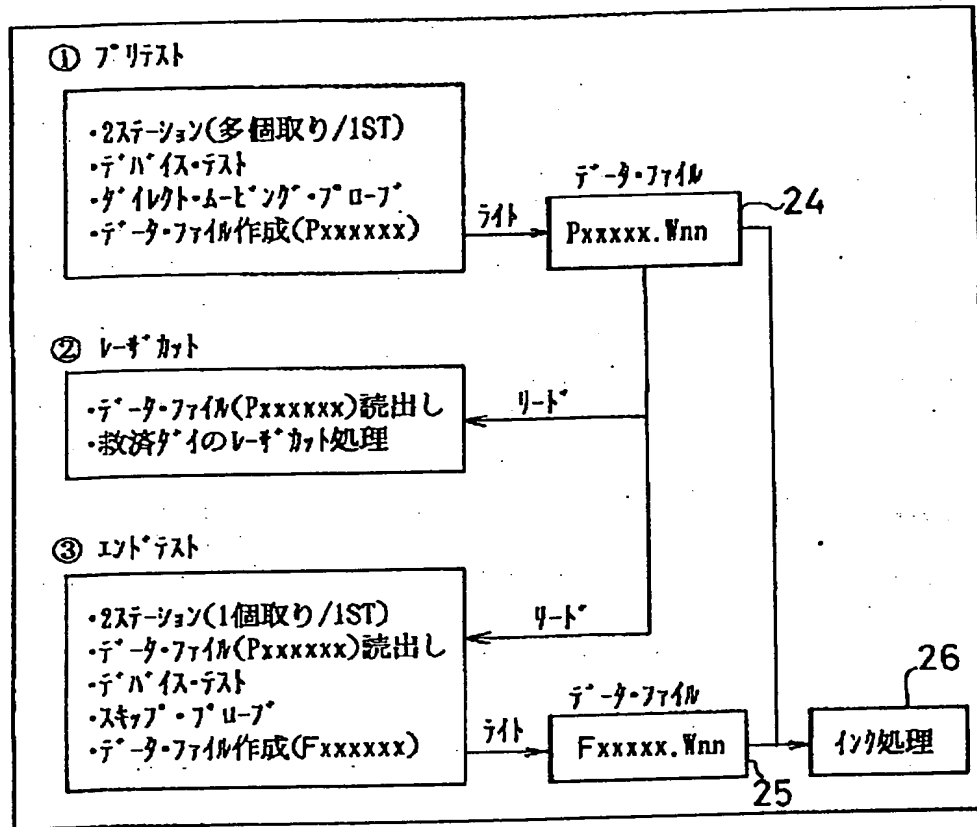 ① プリテスト
・2ステーション(多個取り/1ST)
・デバイス・テスト
・ダイレクト・ムービング・プローブ
・データ・ファイル作成(Pxxxxxx)
ライト
データ・ファイル
Pxxxxx.Wnn
24
② レーザカット
・データ・ファイル(Pxxxxxx)読出し
・救済ダイのレーザカット処理
リード
③ エンドテスト
・2ステーション(1個取り/1ST)
・データ・ファイル(Pxxxxxx)読出し
・デバイス・テスト
・スキップ・プローブ
・データ・ファイル作成(Fxxxxxx)
リード
ライト
データ・ファイル
Fxxxxx.Wnn
25
26
インク処理